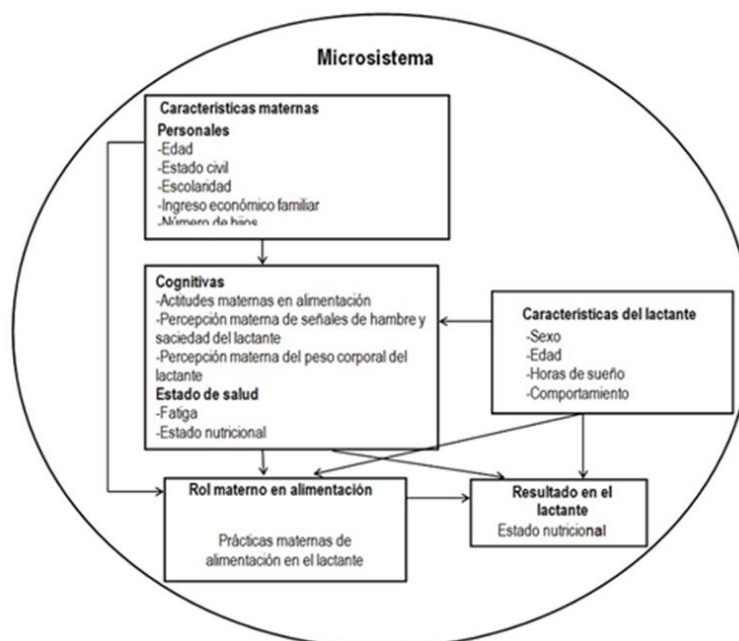 Microsistema
Características maternas
Personales
-Edad
-Estado civil
-Escolaridad
-Ingreso económico familiar
-Número de hijos
Cognitivas
-Actitudes maternas en alimentación
-Percepción materna de señales de hambre y
saciedad del lactante
-Percepción materna del peso corporal del
lactante
Estado de salud
-Fatiga
-Estado nutricional
Características del lactante
-Sexo
-Edad
-Horas de sueño
-Comportamiento
Rol materno en alimentación
Prácticas maternas de
alimentación en el lactante
Resultado en el
lactante
Estado nutricional